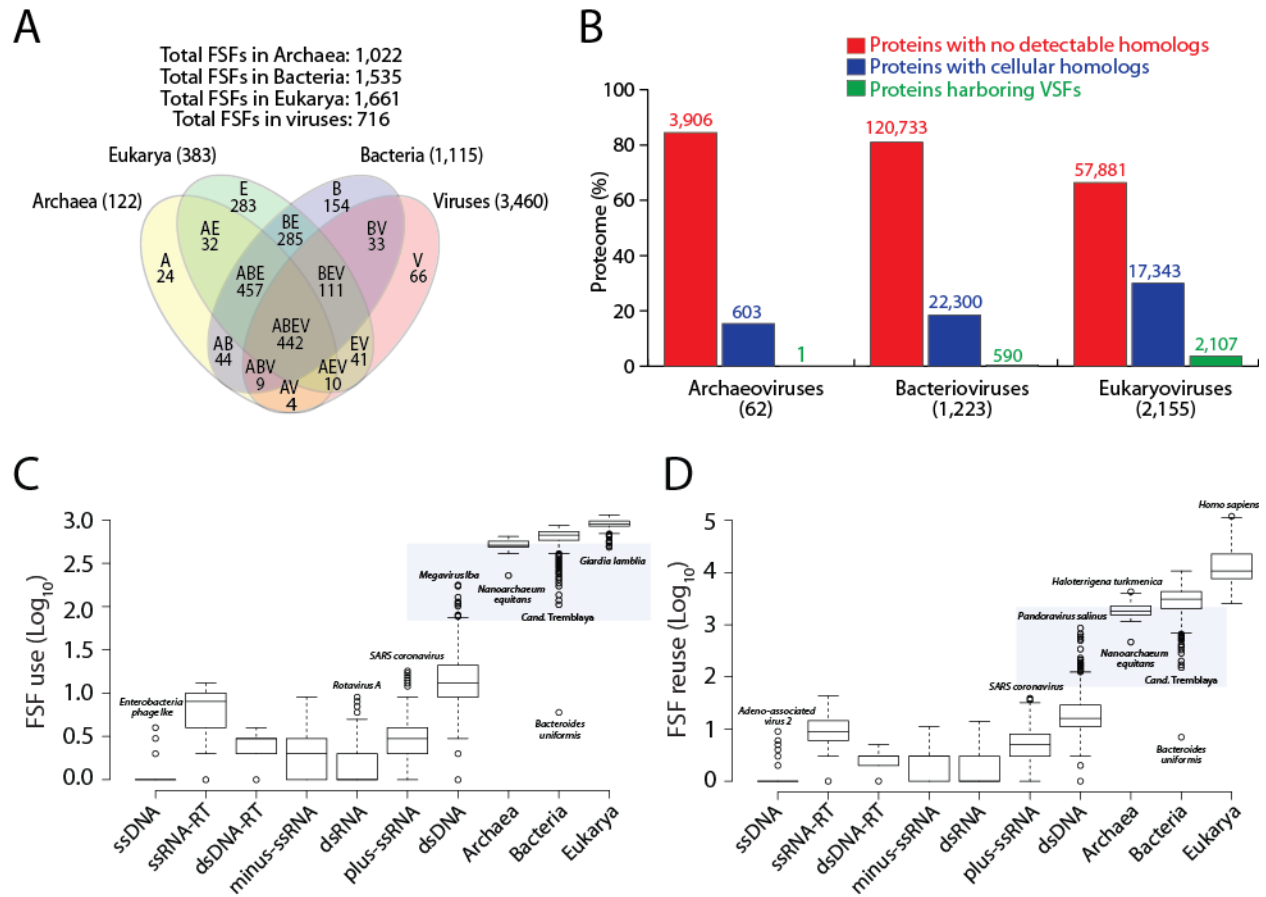 A
Total FSFs in Archaea: 1,022
Total FSFs in Bacteria: 1,535
Total FSFs in Eukarya: 1,661
Total FSFs in viruses: 716
Eukarya (383)
Bacteria (1,115)
Archaea (122)
Viruses (3,460)
E
283
B
154
AE
32
BE
285
BV
33
A
24
ABE
457
BEV
111
V
66
ABEV
442
AB
44
EV
41
ABV
9
AEV
10
AV
4
B
Proteins with no detectable homologs
Proteins with cellular homologs
Proteins harboring VSFs
Proteome (%)
100
80
60
40
20
0
3,906
603
1
120,733
22,300
590
57,881
17,343
2,107
Archaeoviruses
(62)
Bacterioviruses
(1,223)
Eukaryoviruses
(2,155)
C
FSF use (Log10)
3.0
2.5
2.0
1.5
1.0
0.5
0.0
Enterobacteria
phage Ike
Rotavirus A
SARS coronavirus
Megavirus lba
Nanoarchaeum
equitans
Cand. Tremblaya
Giardia lamblia
Bacteroides
uniformis
ssDNA
ssRNA-RT
dsDNA-RT
minus-ssRNA
dsRNA
plus-ssRNA
dsDNA
Archaea
Bacteria
Eukarya
D
FSF reuse (Log10)
5
4
3
2
1
0
Adeno-associated
virus 2
SARS coronavirus
Pandoravirus salinus
Haloterrigena turkmenica
Homo sapiens
Nanoarchaeum
equitans
Cand. Tremblaya
Bacteroides
uniformis
ssDNA
ssRNA-RT
dsDNA-RT
minus-ssRNA
dsRNA
plus-ssRNA
dsDNA
Archaea
Bacteria
Eukarya